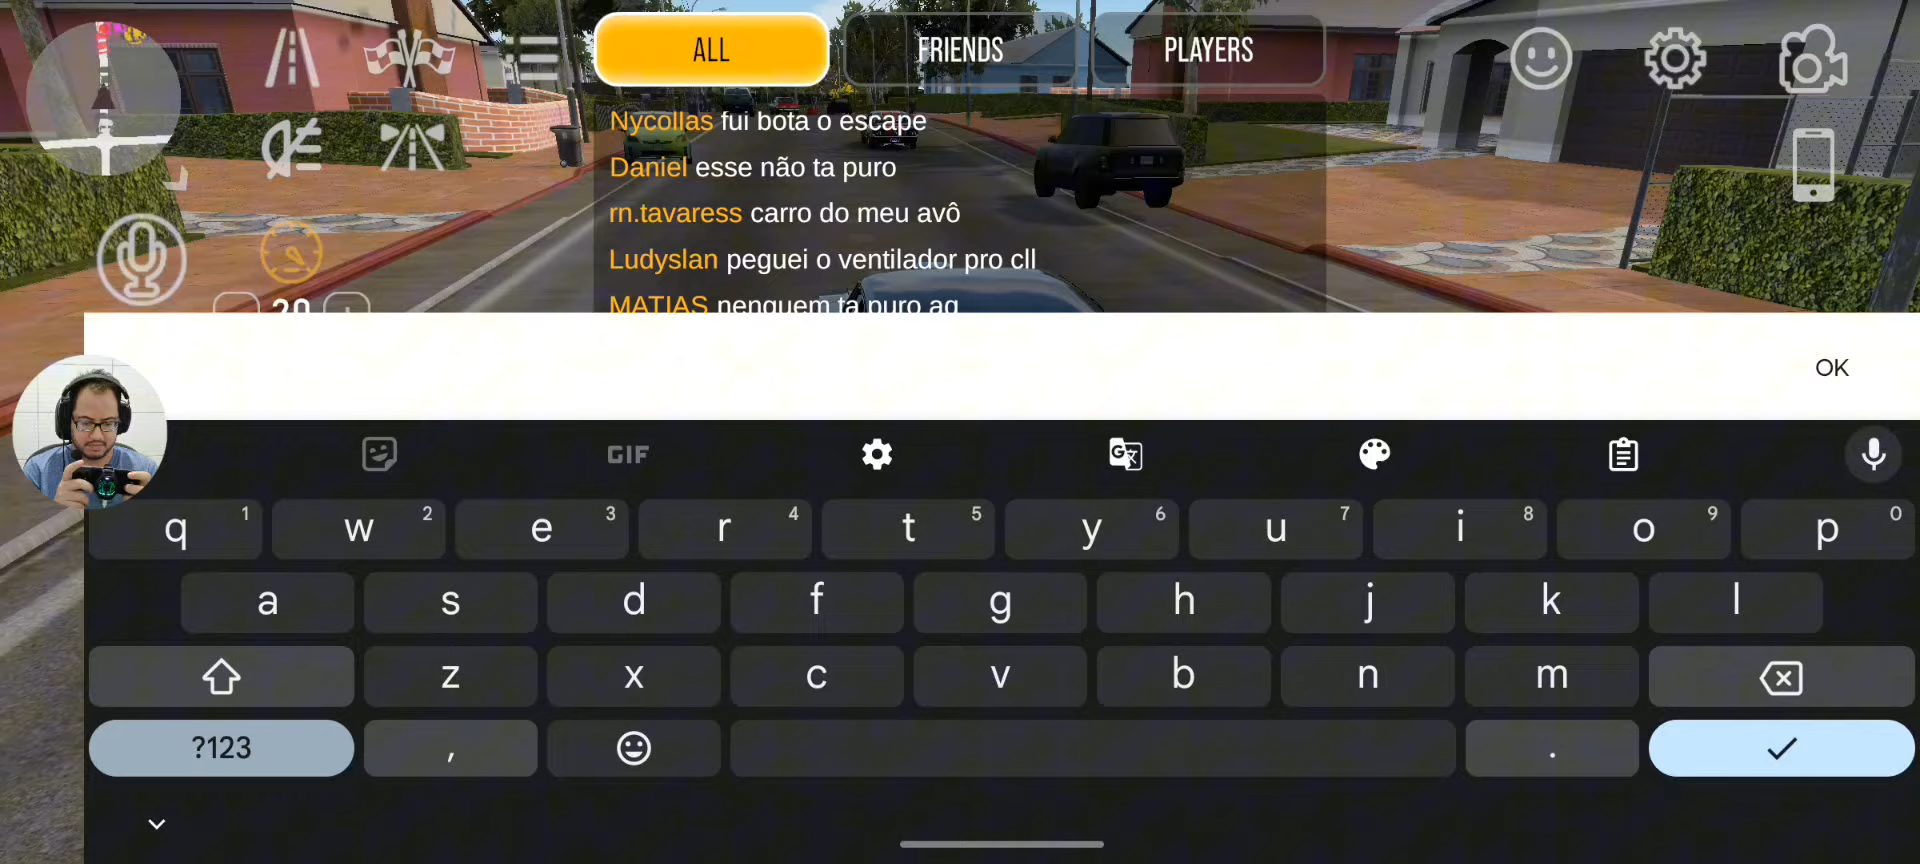 ALL
FRIENDS
PLAYERS
Nycollas fui bota o escape
Daniel esse não ta puro
rn.tavaress carro do meu avô
Ludyslan peguei o ventilador pro cll
MATIAS nenguem ta puro aq
20
OK
GIF
q 1 w 2 e 3 r 4 t 5 y 6 u 7 i 8 o 9 p 0
a s d f g h j k l
z x c v b n m
?123 , .